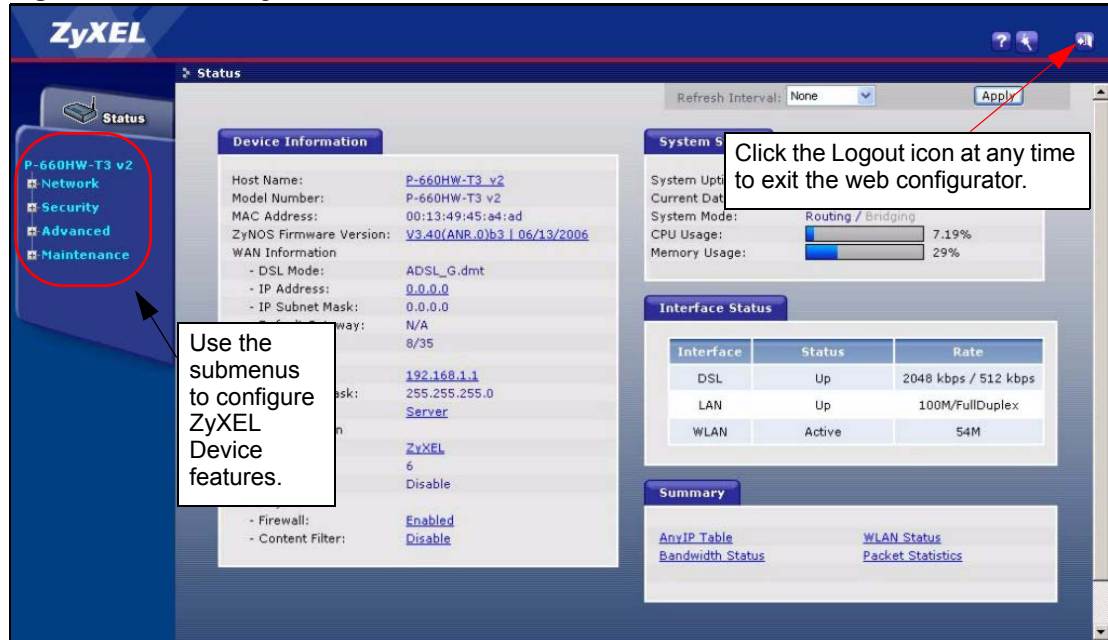 ZyXEL
Status
Refresh Interval: None Apply
Status
P-660HW-T3 v2
Network
Security
Advanced
Maintenance
Device Information
Host Name: P-660HW-T3 v2
Model Number: P-660HW-T3 v2
MAC Address: 00:13:49:45:a4:ad
ZyNOS Firmware Version: V3.40(ANR.0)b3 | 06/13/2006
WAN Information
- DSL Mode: ADSL_G.dmt
- IP Address: 0.0.0.0
- IP Subnet Mask: 0.0.0.0
N/A
8/35
192.168.1.1
255.255.255.0
Server
ZyXEL
6
Disable
- Firewall: Enabled
- Content Filter: Disable
Use the
submenus
to configure
ZyXEL
Device
features.
System S
Click the Logout icon at any time
to exit the web configurator.
System Upti
Current Dat
System Mode: Routing / Bridging
CPU Usage: 7.19%
Memory Usage: 29%
Interface Status
Interface Status Rate
DSL Up 2048 kbps / 512 kbps
LAN Up 100M/FullDuplex
WLAN Active 54M
Summary
AnyIP Table WLAN Status
Bandwidth Status Packet Statistics